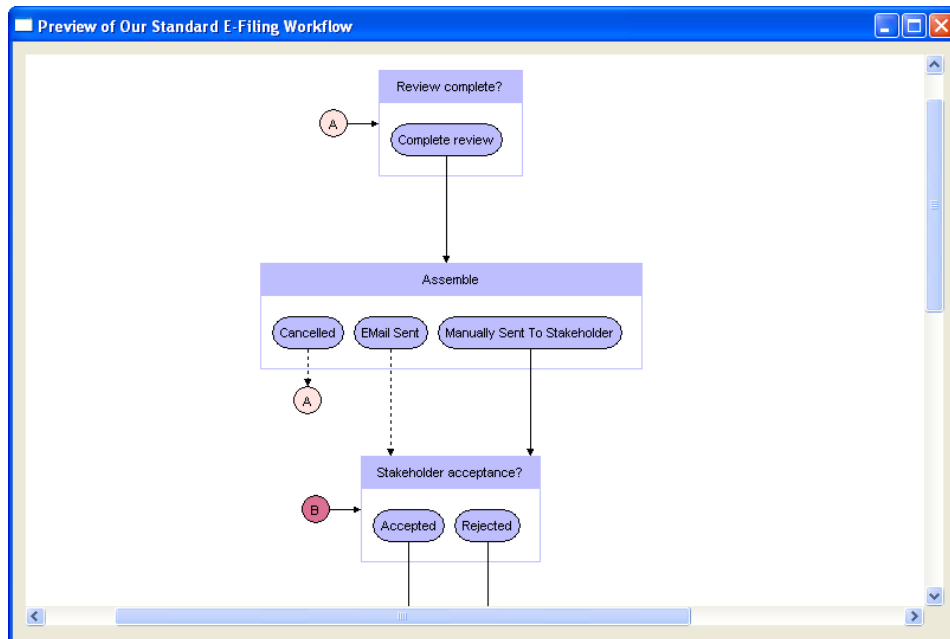 Preview of Our Standard E-Filing Workflow
Review complete?
A
Complete review
Assemble
Cancelled
EMail Sent
Manually Sent To Stakeholder
A
Stakeholder acceptance?
B
Accepted
Rejected